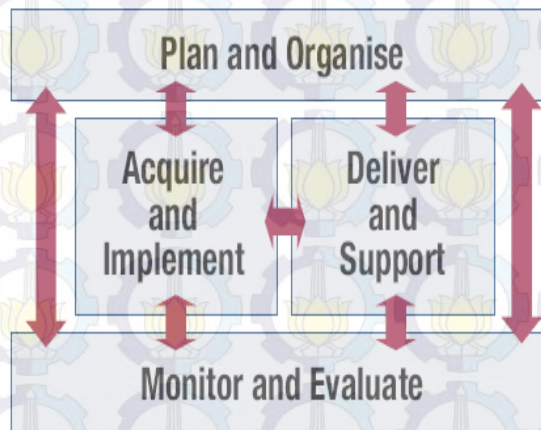 Plan and Organise
Acquire
and
Implement
Deliver
and
Support
Monitor and Evaluate